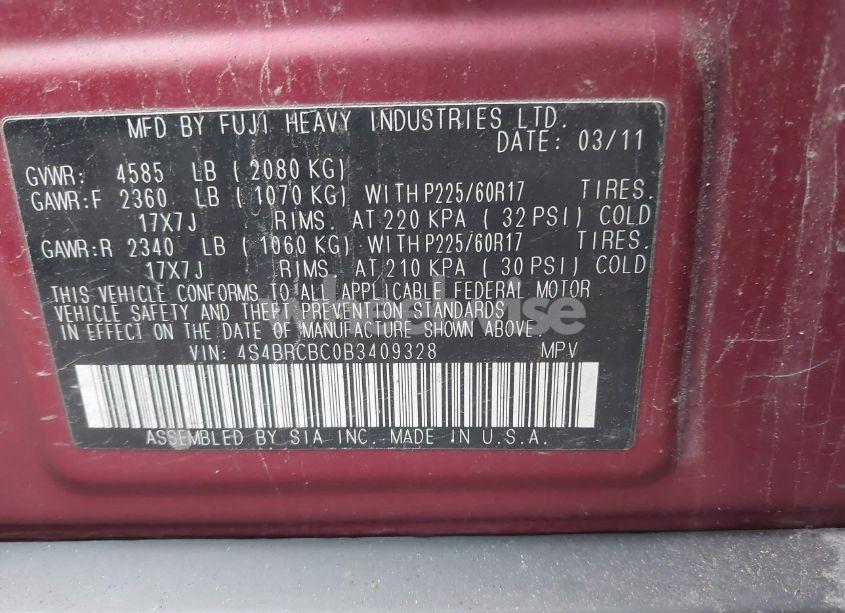 MFD BY FUJI HEAVY INDUSTRIES LTD.
DATE: 03/11
GVWR: 4585 LB ( 2080 KG)
GAWR:F 2360 LB ( 1070 KG) WITH P225/60R17 TIRES.
17X7J RIMS. AT 220 KPA ( 32 PSI) COLD
GAWR:R 2340 LB ( 1060 KG) WITH P225/60R17 TIRES.
17X7J RIMS. AT 210 KPA ( 30 PSI) COLD
THIS VEHICLE CONFORMS TO ALL APPLICABLE FEDERAL MOTOR
VEHICLE SAFETY AND THEFT PREVENTION STANDARDS
IN EFFECT ON THE DATE OF MANUFACTURE SHOWN ABOVE.
VIN: 4S4BRCBC0B3409328 MPV
ASSEMBLED BY SIA INC. MADE IN U.S.A.